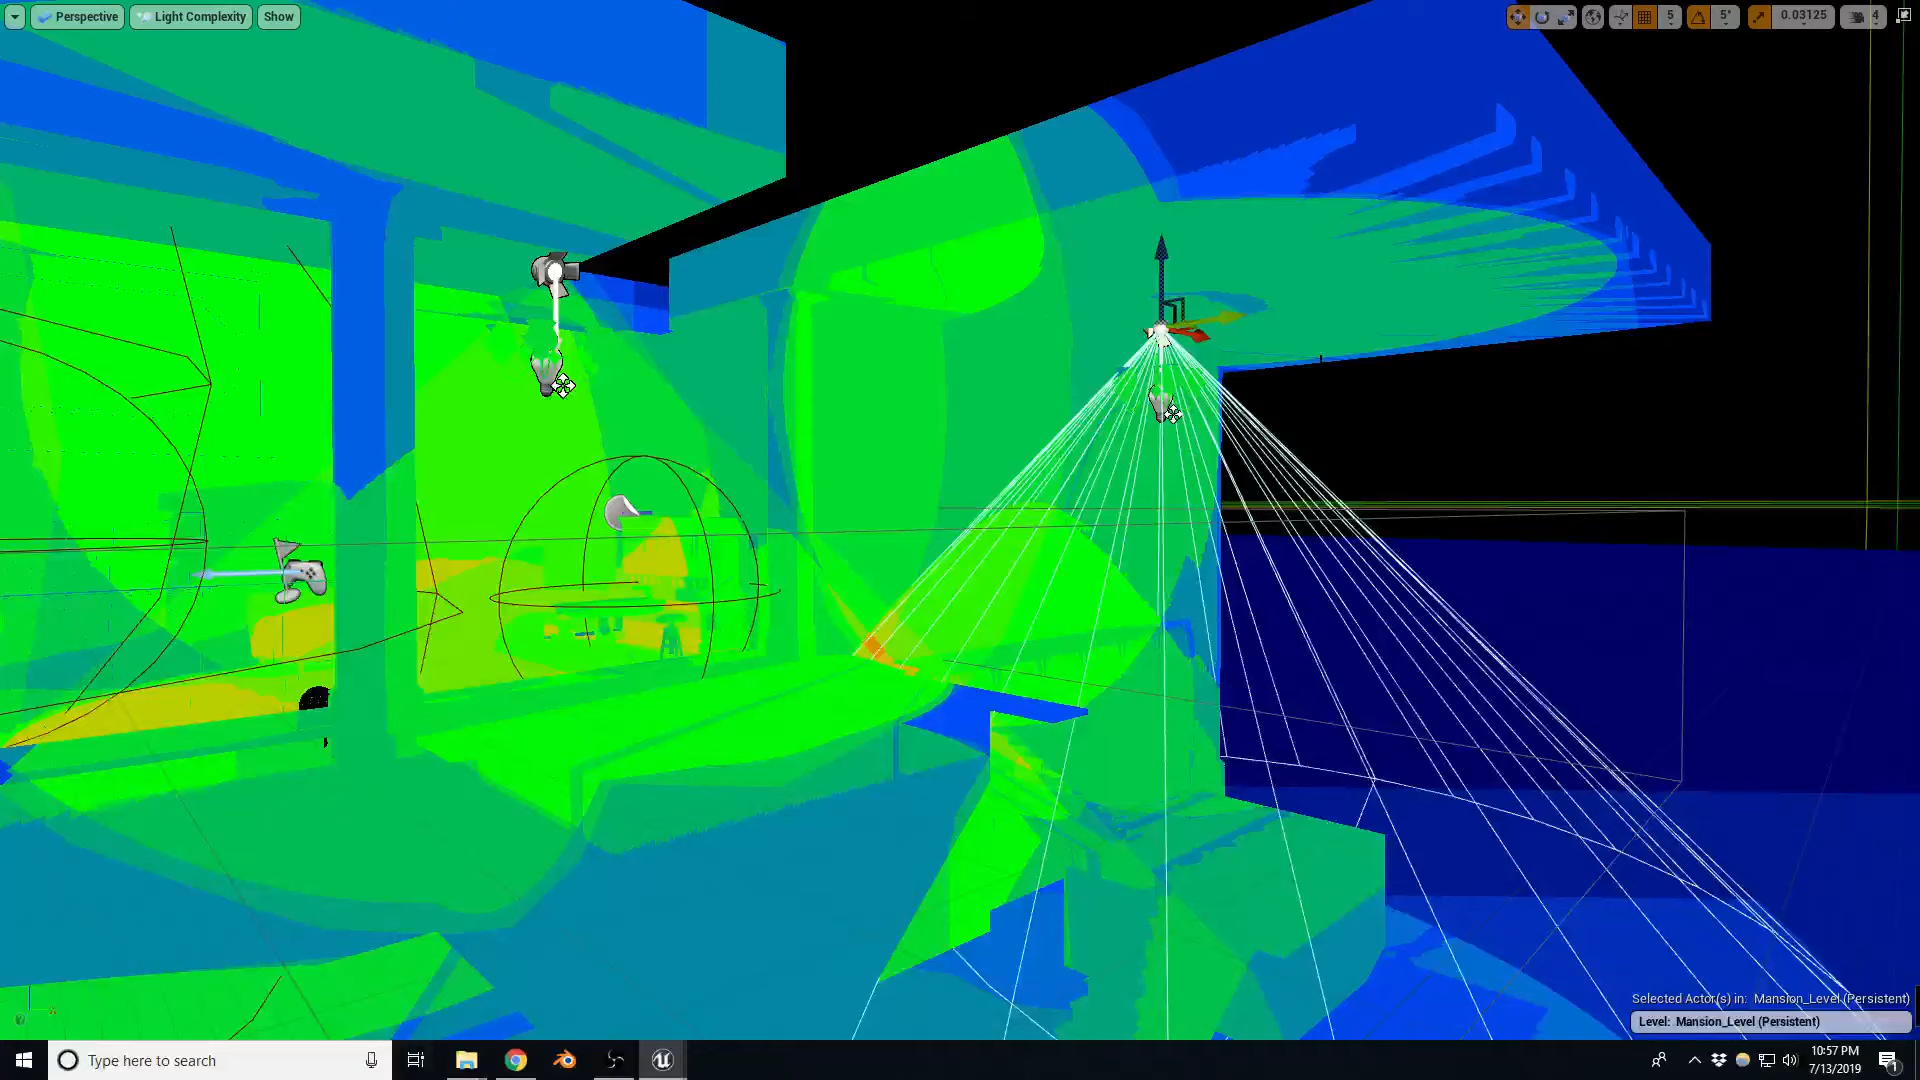 Perspective Light Complexity Show
5 5° 0.03125 4
Selected Actor(s) in: Mansion_Level (Persistent)
Level: Mansion_Level (Persistent)
Type here to search
10:57 PM
7/13/2019
1